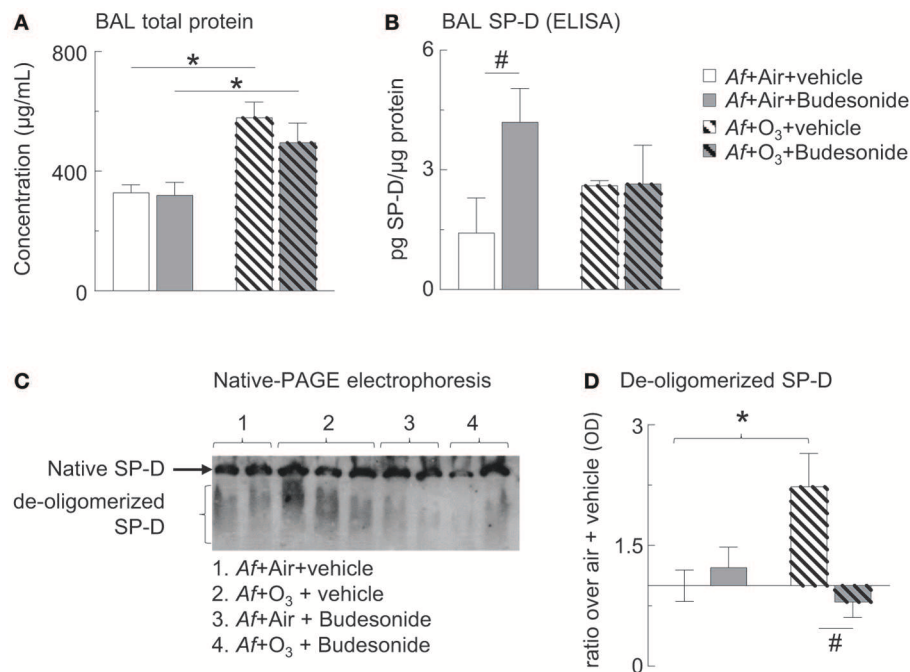 A BAL total protein
Concentration (µg/mL)
800
400
0
*
*
B BAL SP-D (ELISA)
pg SP-D/µg protein
6
3
0
#
Af+Air+vehicle
Af+Air+Budesonide
Af+O₃+vehicle
Af+O₃+Budesonide
C Native-PAGE electrophoresis
1 2 3 4
Native SP-D
de-oligomerized
SP-D
1. Af+Air+vehicle
2. Af+O₃ + vehicle
3. Af+Air + Budesonide
4. Af+O₃ + Budesonide
D De-oligomerized SP-D
ratio over air + vehicle (OD)
3
1.5
0
*
#